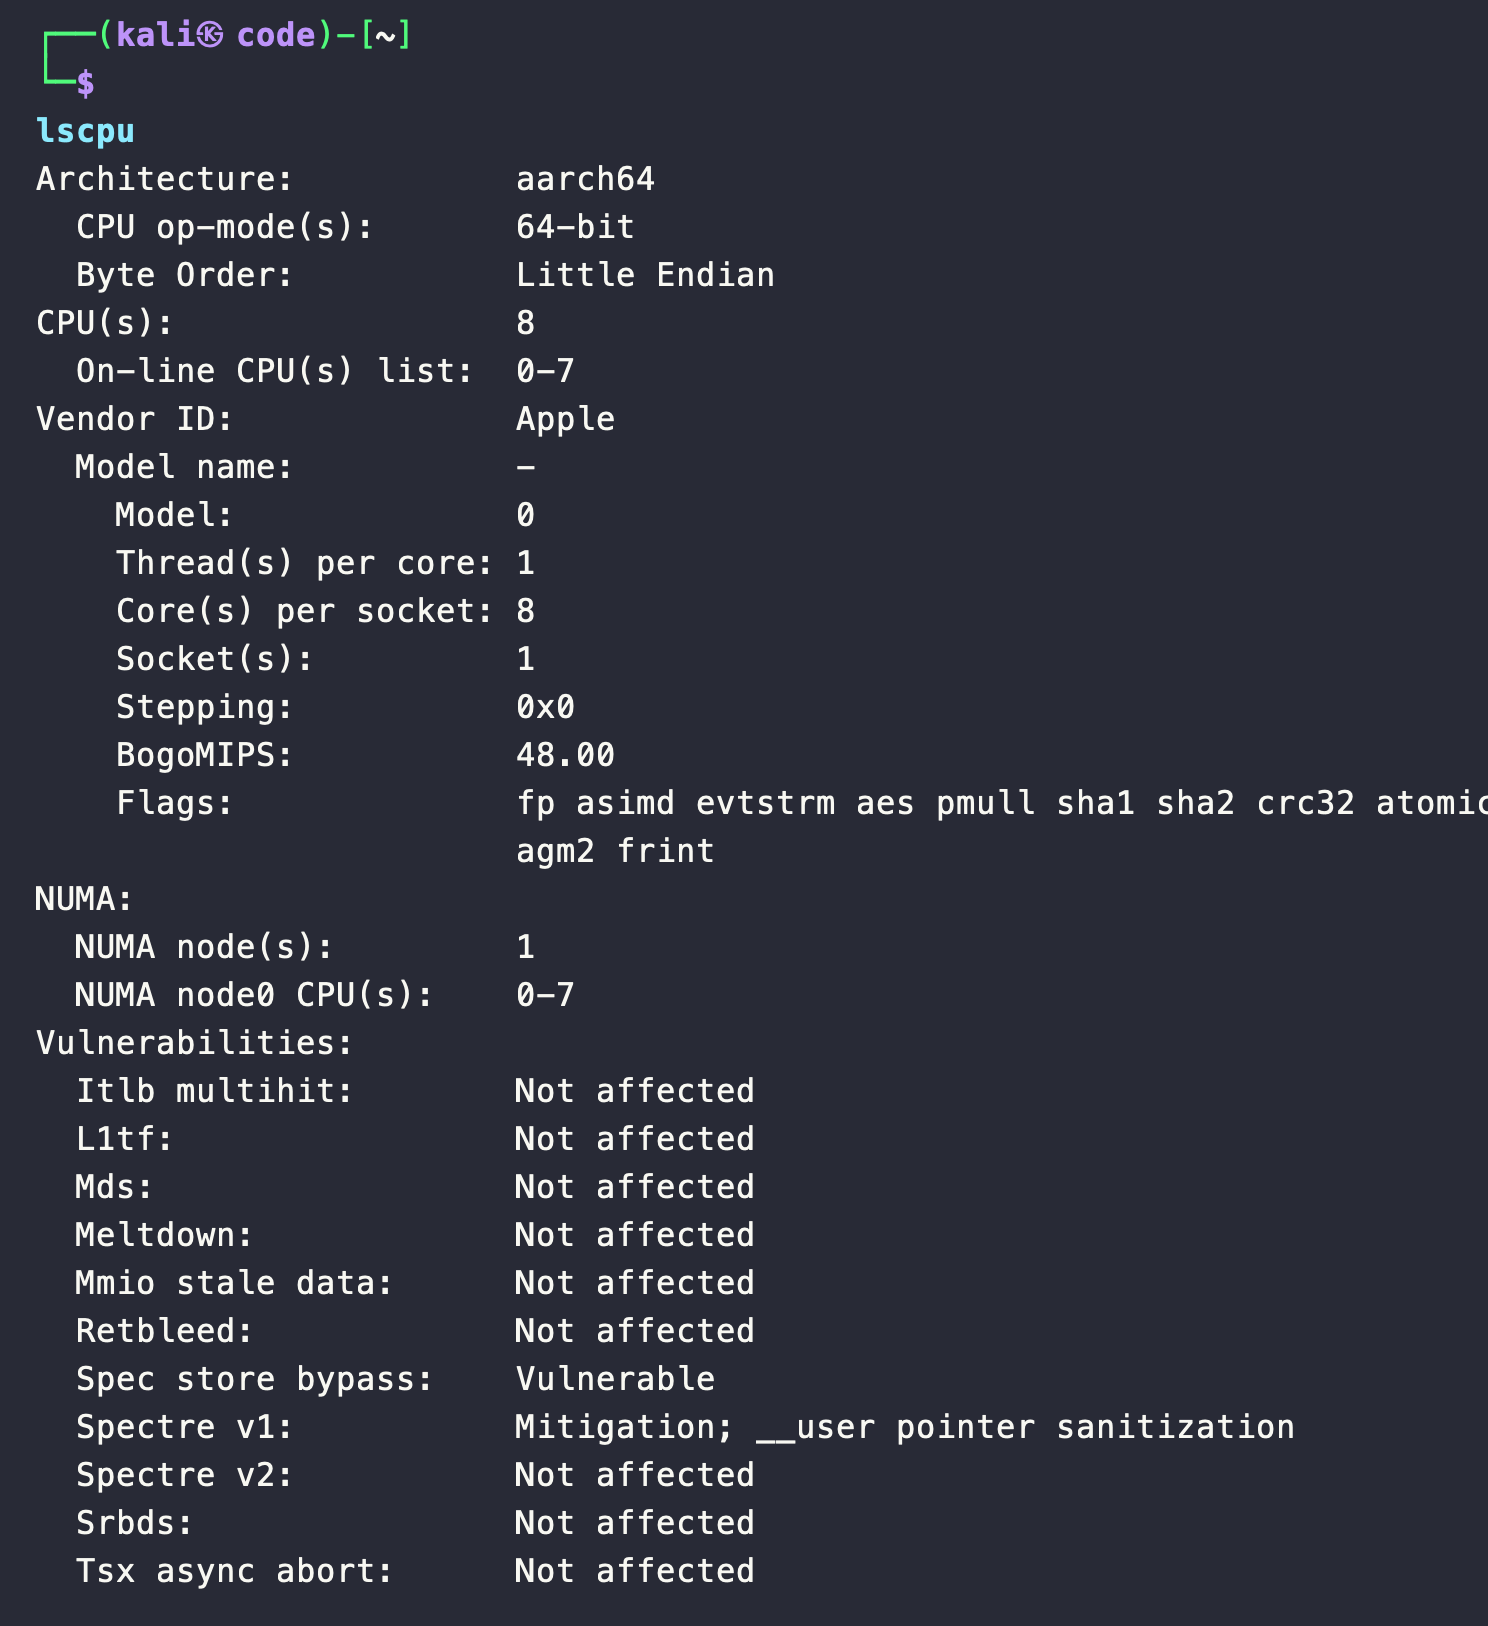 ┌──(kali㉿ code)-[~]
└─$
lscpu
Architecture:           aarch64
  CPU op-mode(s):       64-bit
  Byte Order:           Little Endian
CPU(s):                 8
  On-line CPU(s) list:  0-7
Vendor ID:              Apple
  Model name:           -
    Model:              0
    Thread(s) per core: 1
    Core(s) per socket: 8
    Socket(s):          1
    Stepping:           0x0
    BogoMIPS:           48.00
    Flags:              fp asimd evtstrm aes pmull sha1 sha2 crc32 atomic
                        agm2 frint
NUMA:
  NUMA node(s):         1
  NUMA node0 CPU(s):    0-7
Vulnerabilities:
  Itlb multihit:        Not affected
  L1tf:                 Not affected
  Mds:                  Not affected
  Meltdown:             Not affected
  Mmio stale data:      Not affected
  Retbleed:             Not affected
  Spec store bypass:    Vulnerable
  Spectre v1:           Mitigation; __user pointer sanitization
  Spectre v2:           Not affected
  Srbds:                Not affected
  Tsx async abort:      Not affected